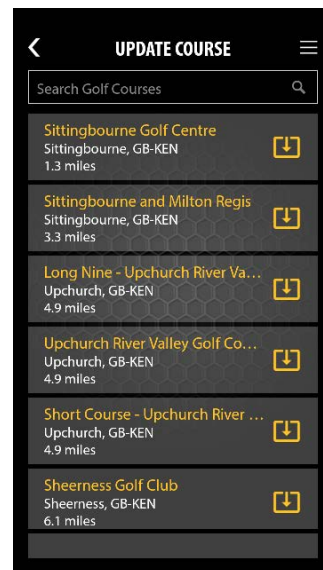 UPDATE COURSE
Search Golf Courses
Sittingbourne Golf Centre
Sittingbourne, GB-KEN
1.3 miles
Sittingbourne and Milton Regis
Sittingbourne, GB-KEN
3.3 miles
Long Nine - Upchurch River Va...
Upchurch, GB-KEN
4.9 miles
Upchurch River Valley Golf Co...
Upchurch, GB-KEN
4.9 miles
Short Course - Upchurch River ...
Upchurch, GB-KEN
4.9 miles
Sheerness Golf Club
Sheerness, GB-KEN
6.1 miles